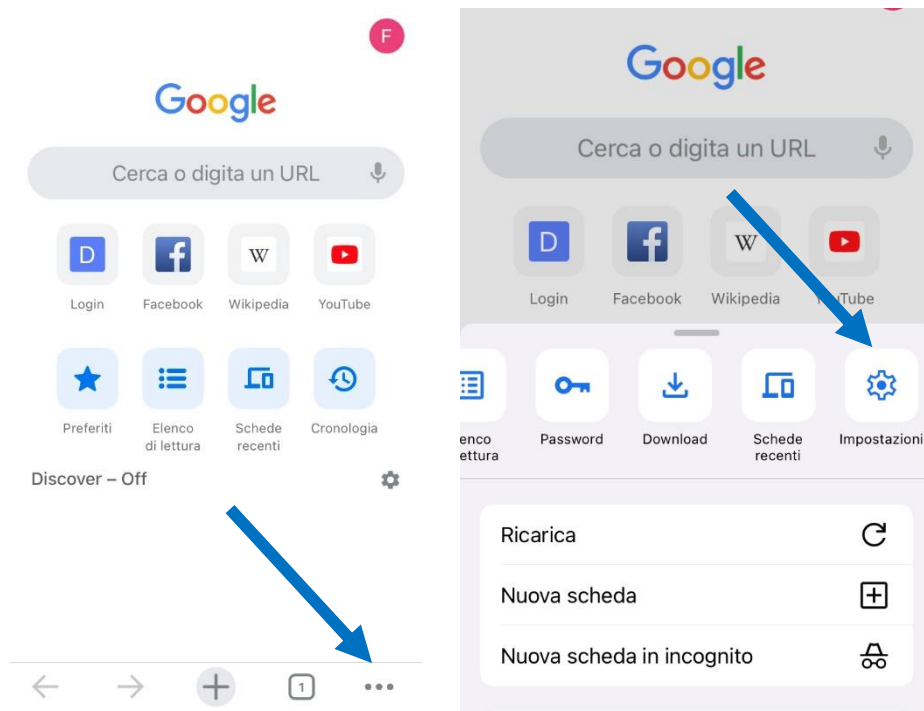 F
Google
Cerca o digita un URL
D
W
Login
Facebook
Wikipedia
YouTube
Preferiti
Elenco
di lettura
Schede
recenti
Cronologia
Discover – Off
1
Google
Cerca o digita un URL
D
W
Login
Facebook
Wikipedia
YouTube
enco
ettura
Password
Download
Schede
recenti
Impostazioni
Ricarica
Nuova scheda
Nuova scheda in incognito